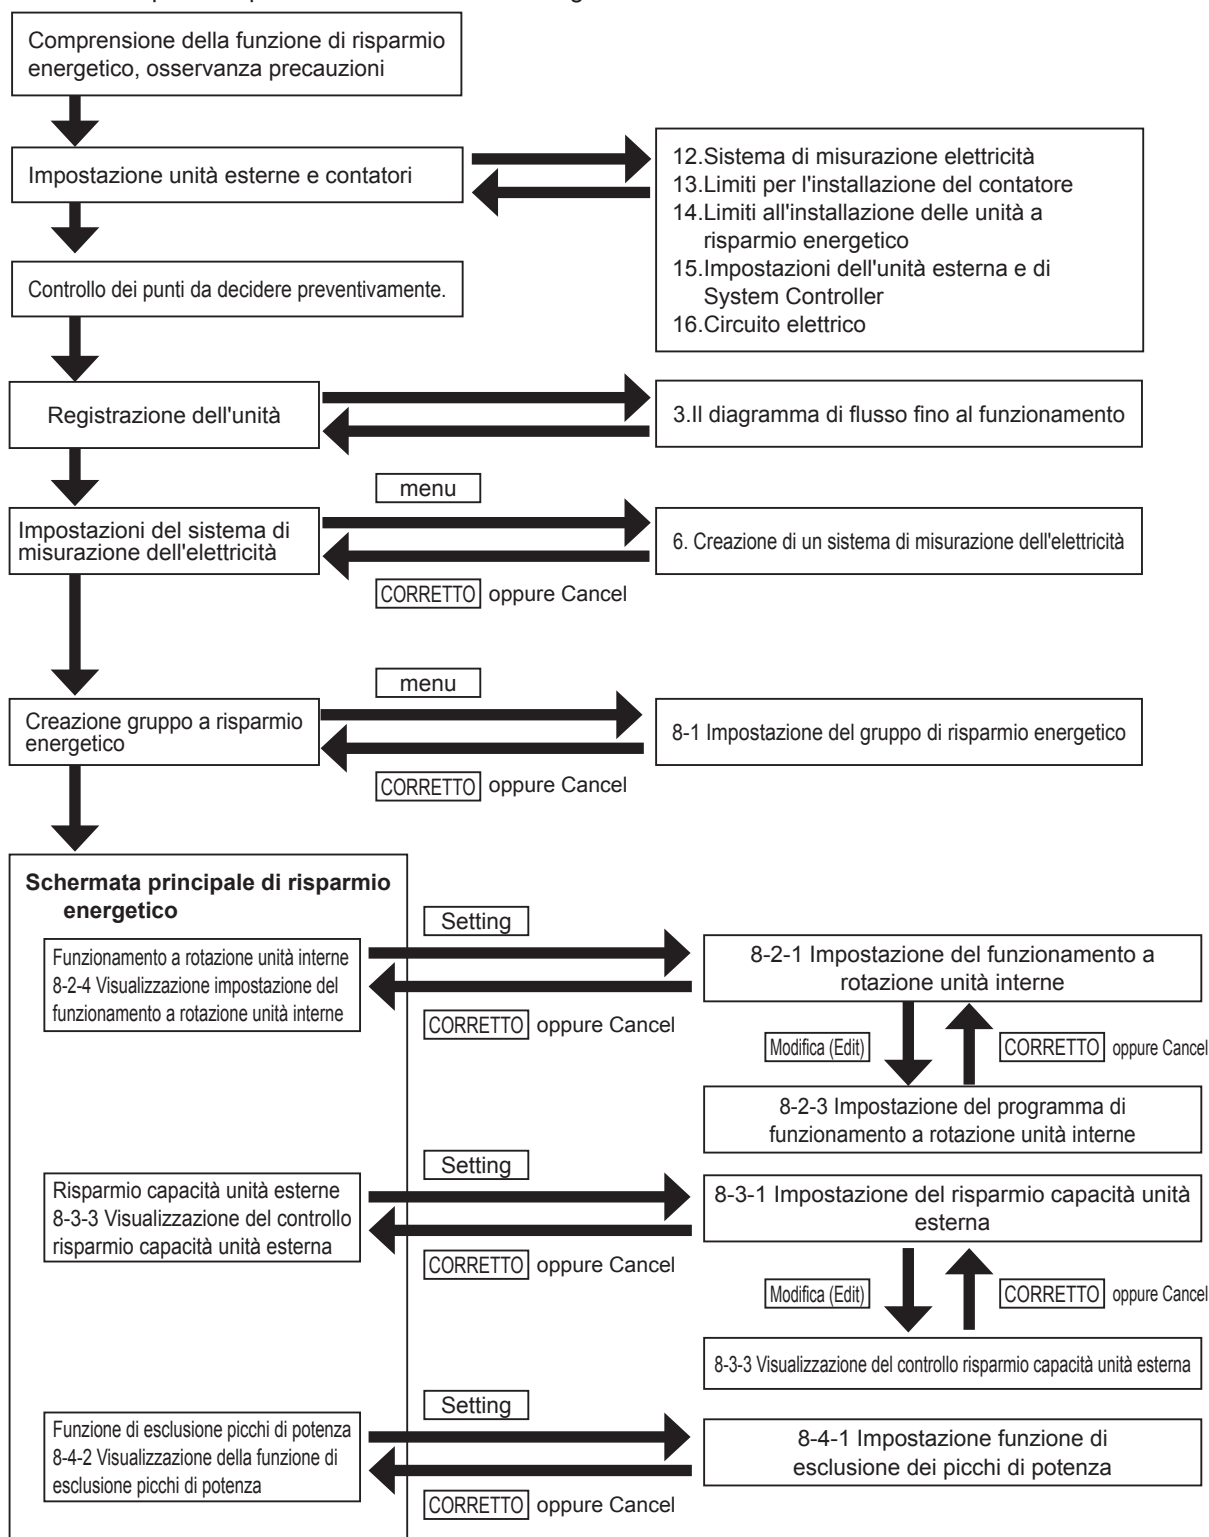 Comprensione della funzione di risparmio
energetico, osservanza precauzioni
Impostazione unità esterne e contatori
12.Sistema di misurazione elettricità
13.Limiti per l'installazione del contatore
14.Limiti all'installazione delle unità a
risparmio energetico
15.Impostazioni dell'unità esterna e di
System Controller
16.Circuito elettrico
Controllo dei punti da decidere preventivamente.
Registrazione dell'unità
3.Il diagramma di flusso fino al funzionamento
menu
Impostazioni del sistema di
misurazione dell'elettricità
6. Creazione di un sistema di misurazione dell'elettricità
CORRETTO oppure Cancel
menu
Creazione gruppo a risparmio
energetico
8-1 Impostazione del gruppo di risparmio energetico
CORRETTO oppure Cancel
Schermata principale di risparmio
energetico
Setting
Funzionamento a rotazione unità interne
8-2-4 Visualizzazione impostazione del
funzionamento a rotazione unità interne
8-2-1 Impostazione del funzionamento a
rotazione unità interne
CORRETTO oppure Cancel
Modifica (Edit)
CORRETTO oppure Cancel
8-2-3 Impostazione del programma di
funzionamento a rotazione unità interne
Setting
Risparmio capacità unità esterne
8-3-3 Visualizzazione del controllo
risparmio capacità unità esterna
8-3-1 Impostazione del risparmio capacità unità
esterna
CORRETTO oppure Cancel
Modifica (Edit)
CORRETTO oppure Cancel
8-3-3 Visualizzazione del controllo risparmio capacità unità esterna
Setting
Funzione di esclusione picchi di potenza
8-4-2 Visualizzazione della funzione di
esclusione picchi di potenza
8-4-1 Impostazione funzione di
esclusione dei picchi di potenza
CORRETTO oppure Cancel